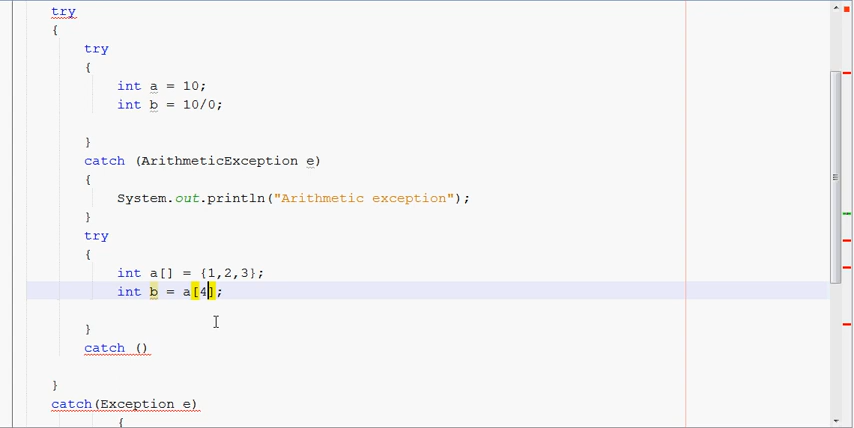 try
{
try
{
int a = 10;
int b = 10/0;
}
catch (ArithmeticException e)
{
System.out.println("Arithmetic exception");
}
try
{
int a[] = {1,2,3};
int b = a[4];
}
catch ()
}
catch(Exception e)
{